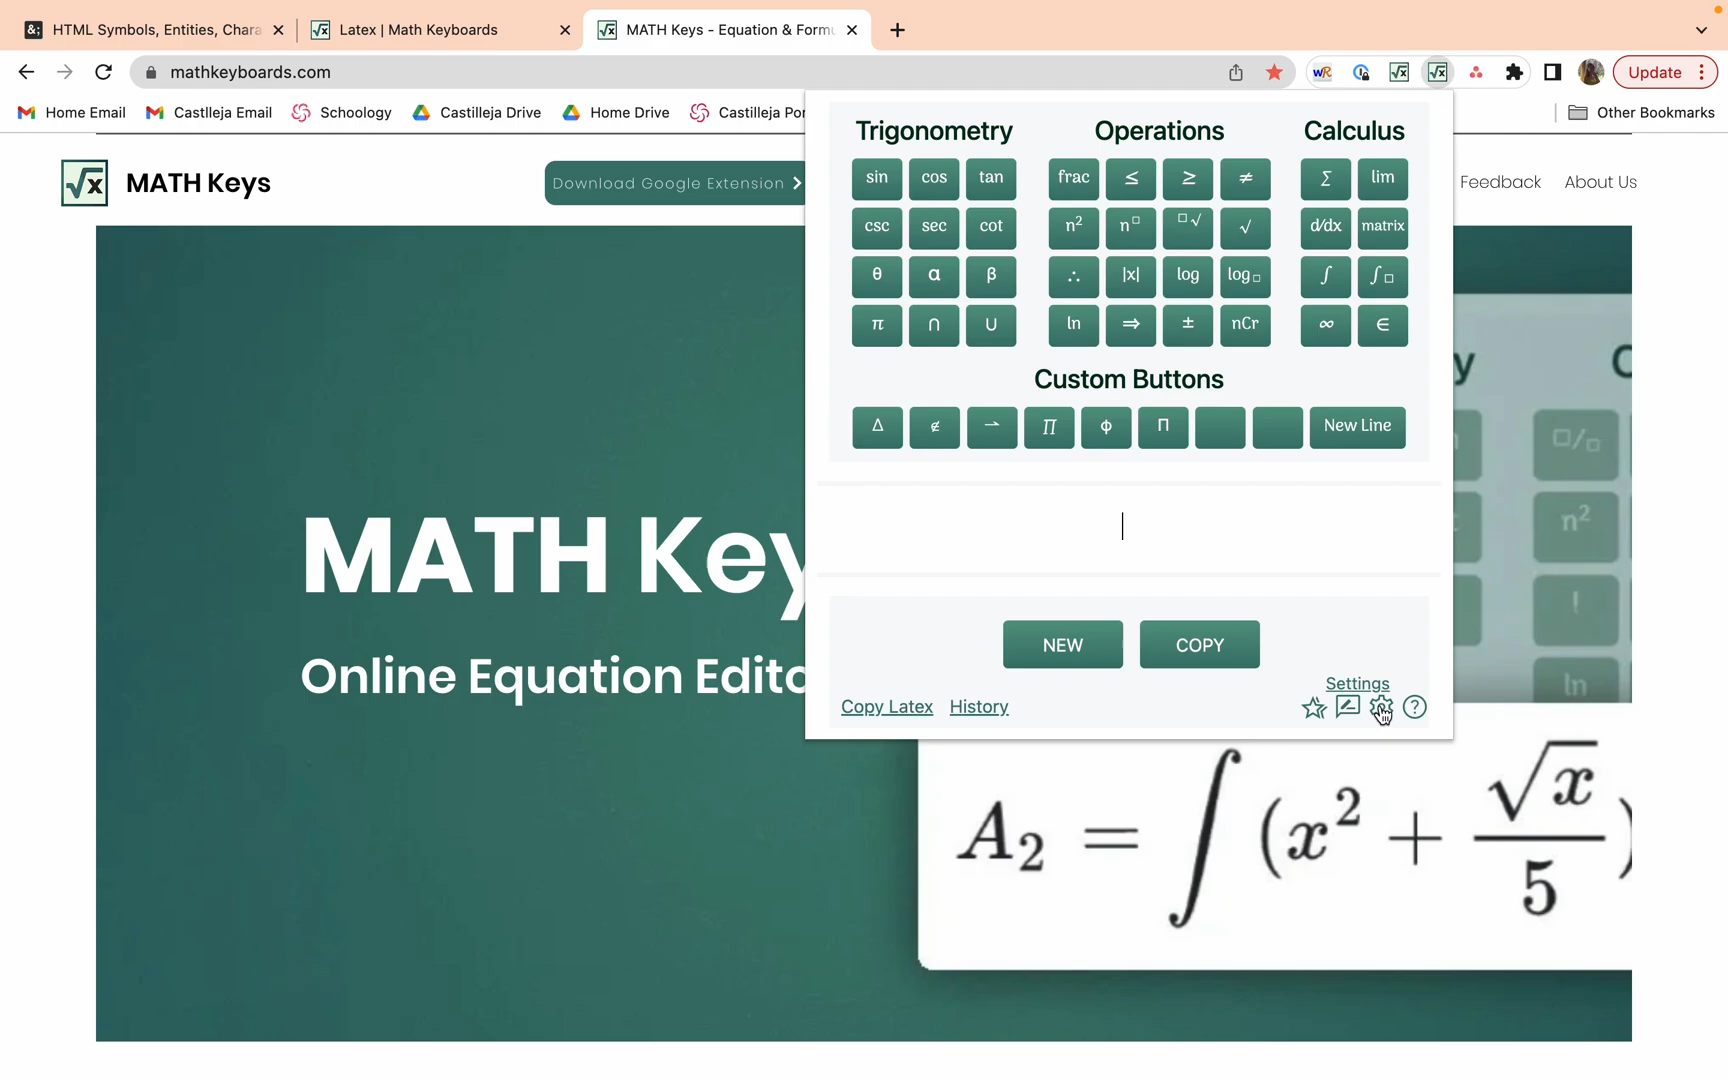 HTML Symbols, Entities, Chara
Latex | Math Keyboards
MATH Keys - Equation & Formu
mathkeyboards.com
Update
Home Email
Castlleja Email
Schoology
Castilleja Drive
Home Drive
Castilleja Por
Other Bookmarks
MATH Keys
Download Google Extension
Feedback
About Us
Trigonometry
Operations
Calculus
sin cos tan frac ≤ ≥ ≠ ∑ lim
csc sec cot n² n□ □√ √ d/dx matrix
θ α β ∴ |x| log log□ ∫ ∫□
π ∩ ∪ ln ⇒ ± nCr ∞ ∈
Custom Buttons
Δ ∉ ⇀ ∏ Φ Π New Line
NEW
COPY
Settings
Copy Latex
History
MATH Key
Online Equation Edito
y
C
□/□
n²
!
ln
A₂ = ∫ (x² + √x/5)